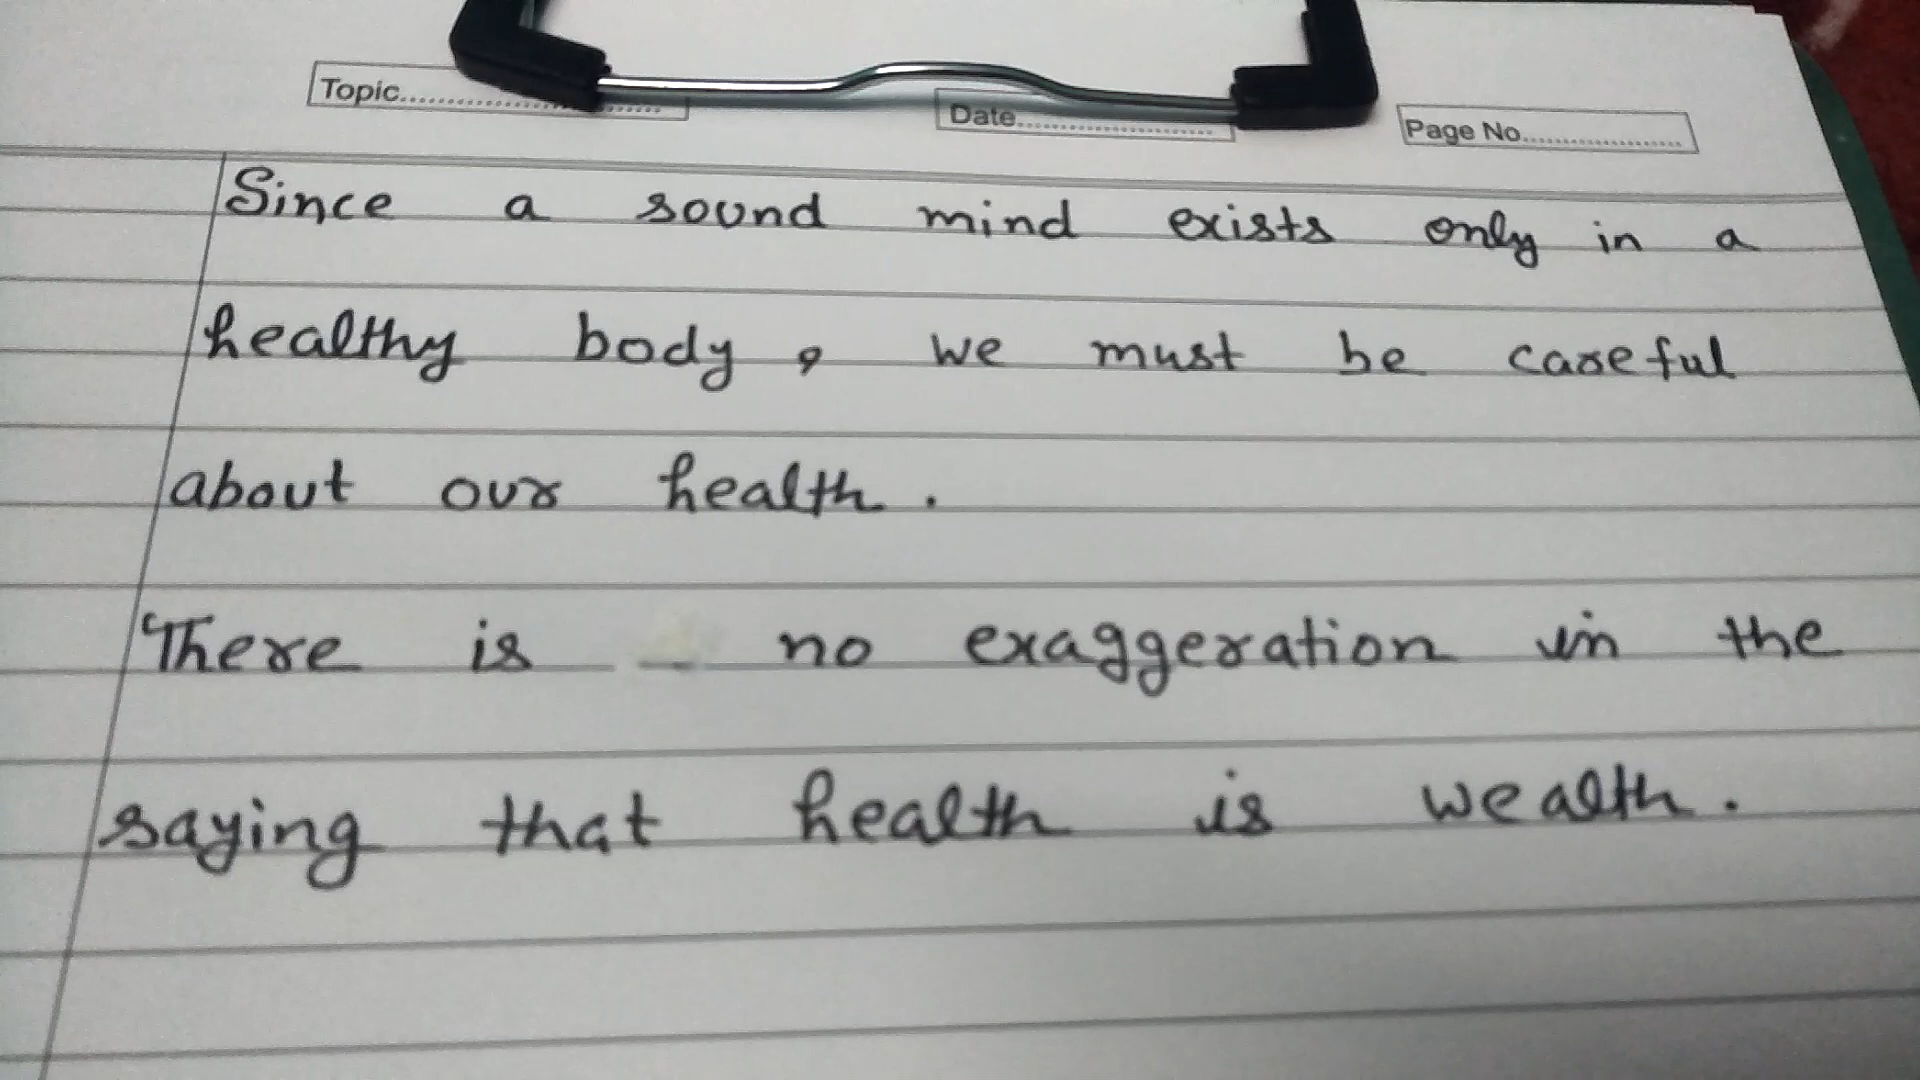 Topic..............................
Date..............................
Page No..............................
Since a sound mind exists only in a
healthy body, we must be careful
about our health.
There is no exaggeration in the
saying that health is wealth.